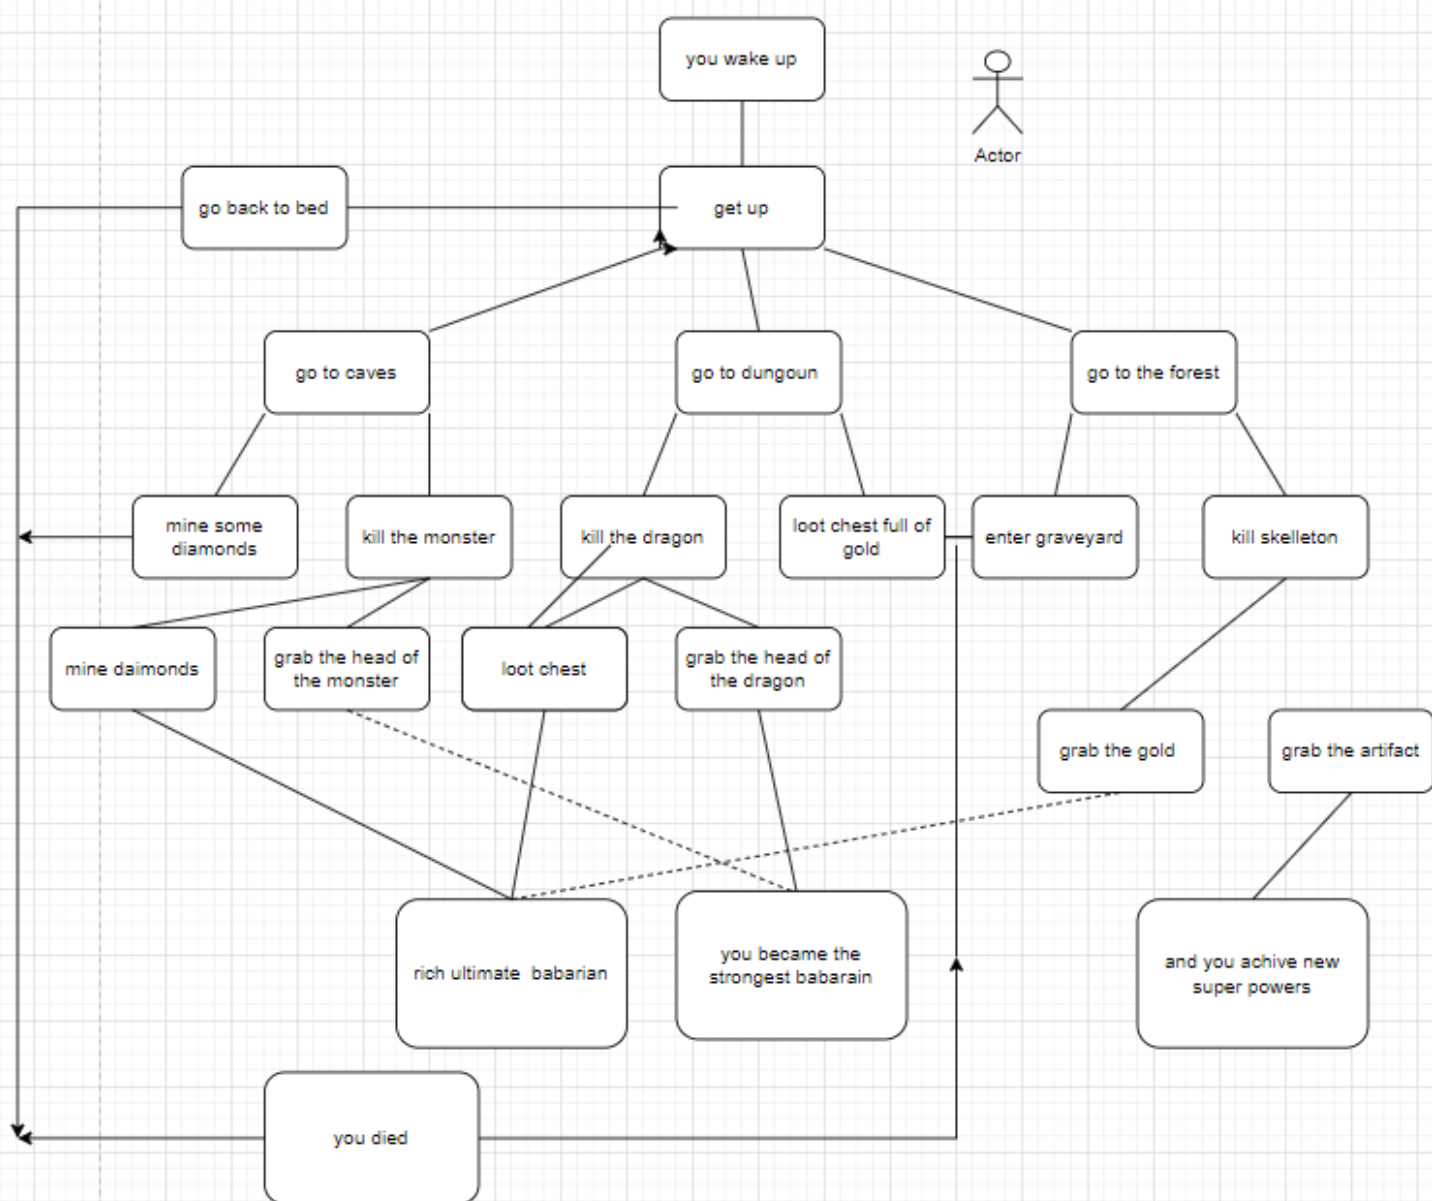 you wake up
Actor
go back to bed
get up
go to caves
go to dungoun
go to the forest
mine some
diamonds
kill the monster
kill the dragon
loot chest full of
gold
enter graveyard
kill skelleton
mine daimonds
grab the head of
the monster
loot chest
grab the head of
the dragon
grab the gold
grab the artifact
rich ultimate  babarian
you became the
strongest babarain
and you achive new
super powers
you died